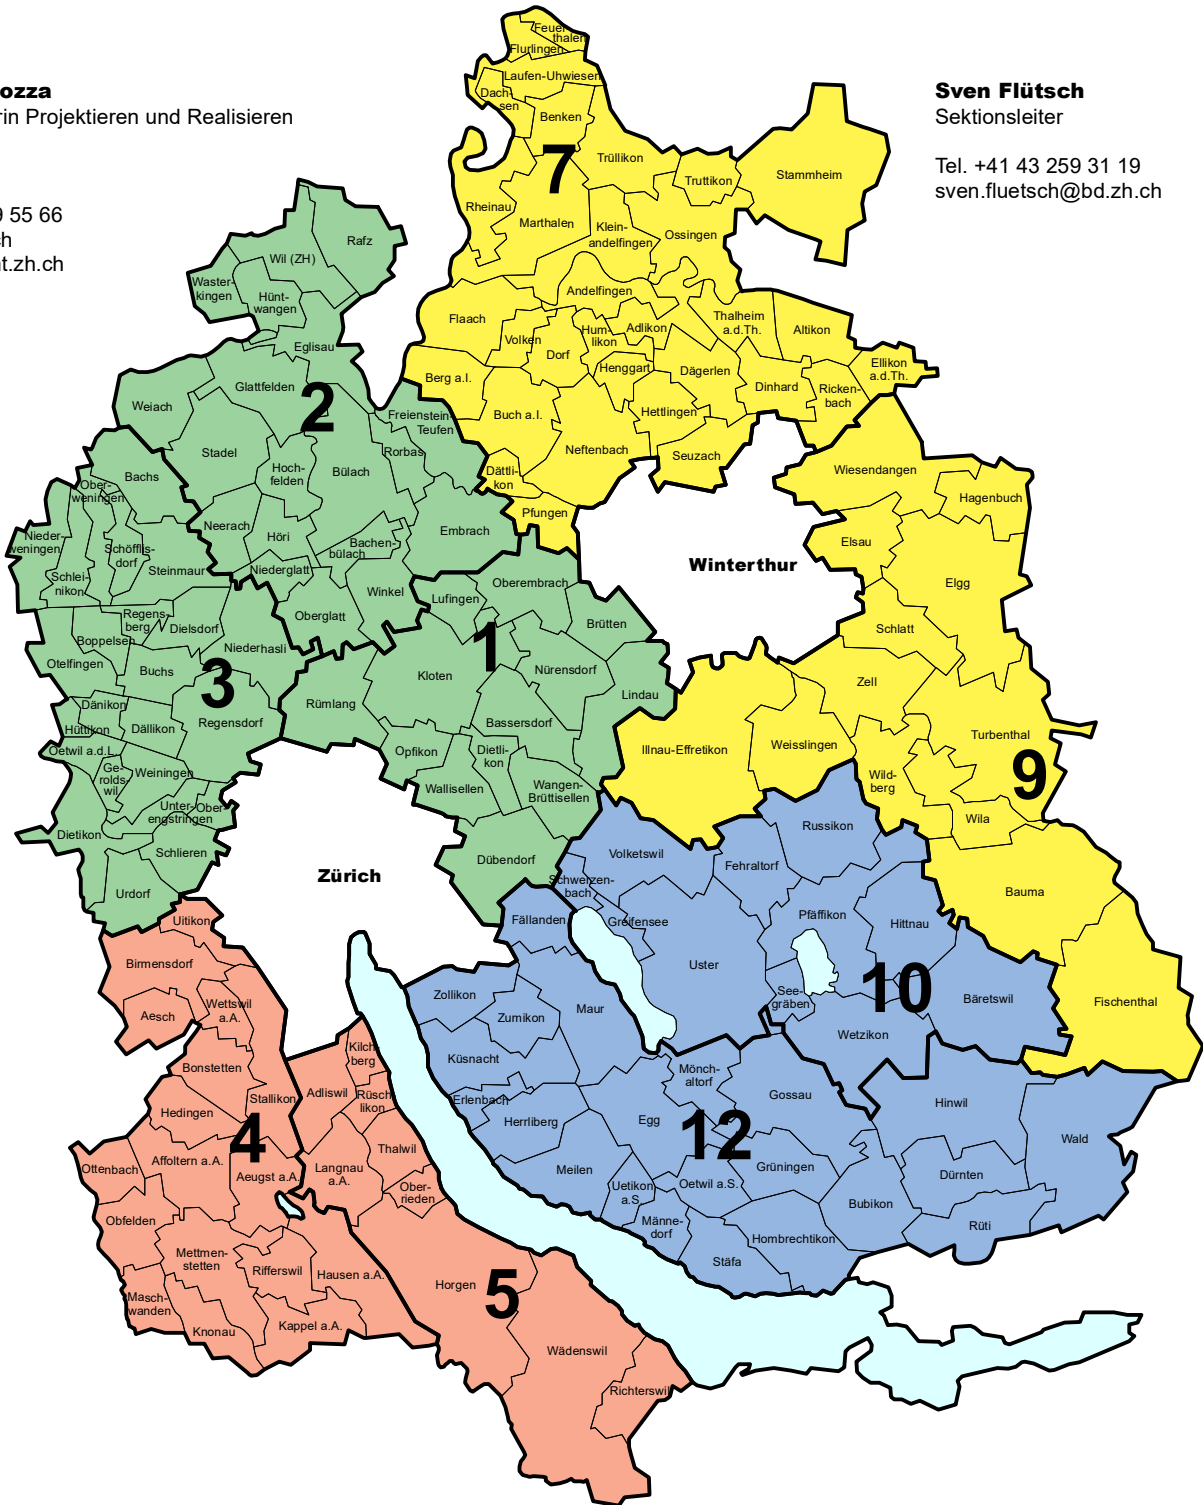 ozza
rin Projektieren und Realisieren
9 55 66
ch
nt.zh.ch
Sven Flütsch
Sektionsleiter
Tel. +41 43 259 31 19
sven.fluetsch@bd.zh.ch
Feuer-
thalen
Flurlingen
Laufen-Uhwiesen
Dach-
sen
Benken
7
Trüllikon
Truttikon
Stammheim
Rheinau
Marthalen
Klein-
andelfingen
Ossingen
Andelfingen
Flaach
Volken
Dorf
Hum-
likon
Adlikon
Thalheim
a.d.Th.
Altikon
Henggart
Dägerlen
Ellikon
a.d.Th.
Berg a.I.
Buch a.I.
Hettlingen
Dinhard
Ricken-
bach
Neftenbach
Seuzach
Dättli-
kon
Pfungen
Rafz
Wil (ZH)
Waster-
kingen
Hünt-
wangen
Eglisau
Glattfelden
2
Weiach
Freienstein-
Teufen
Stadel
Rorbas
Hoch-
felden
Bülach
Bachs
Ober-
weningen
Neerach
Höri
Bachen-
bülach
Embrach
Nieder-
weningen
Schöfflis-
dorf
Steinmaur
Niederglatt
Winkel
Schlei-
nikon
Oberglatt
Regens-
berg
Dielsdorf
Boppelsen
Niederhasli
Otelfingen
Buchs
3
Dänikon
Hüttikon
Dällikon
Regensdorf
Oetwil a.d.L.
Ge-
rolds-
wil
Weiningen
Unter-
engstringen
Ober-
Dietikon
Schlieren
Urdorf
Oberembrach
Lufingen
Brütten
1
Kloten
Nürensdorf
Lindau
Rümlang
Bassersdorf
Opfikon
Dietli-
kon
Wallisellen
Wangen-
Brüttisellen
Dübendorf
Winterthur
Zürich
Wiesendangen
Hagenbuch
Elsau
Elgg
Schlatt
Zell
Illnau-Effretikon
Weisslingen
Turbenthal
9
Wild-
berg
Wila
Bauma
Fischenthal
Russikon
Volketswil
Fehraltorf
Schwerzen-
bach
Greifensee
Fällanden
Pfäffikon
Hittnau
Uster
See-
gräben
10
Bäretswil
Wetzikon
Zollikon
Zumikon
Maur
Küsnacht
Mönch-
altorf
Gossau
Hinwil
Erlenbach
Herrliberg
Egg
12
Wald
Meilen
Grüningen
Dürnten
Uetikon
a.S.
Oetwil a.S.
Bubikon
Männe-
dorf
Rüti
Hombrechtikon
Stäfa
Uitikon
Birmensdorf
Wettswil
a.A.
Aesch
Bonstetten
Stallikon
Hedingen
4
Ottenbach
Affoltern a.A.
Aeugst a.A.
Obfelden
Mettmen-
stetten
Rifferswil
Hausen a.A.
Masch-
wanden
Knonau
Kappel a.A.
Kilch-
berg
Adliswil
Rüsch-
likon
Thalwil
Langnau
a.A.
Ober-
rieden
Horgen
5
Wädenswil
Richterswil